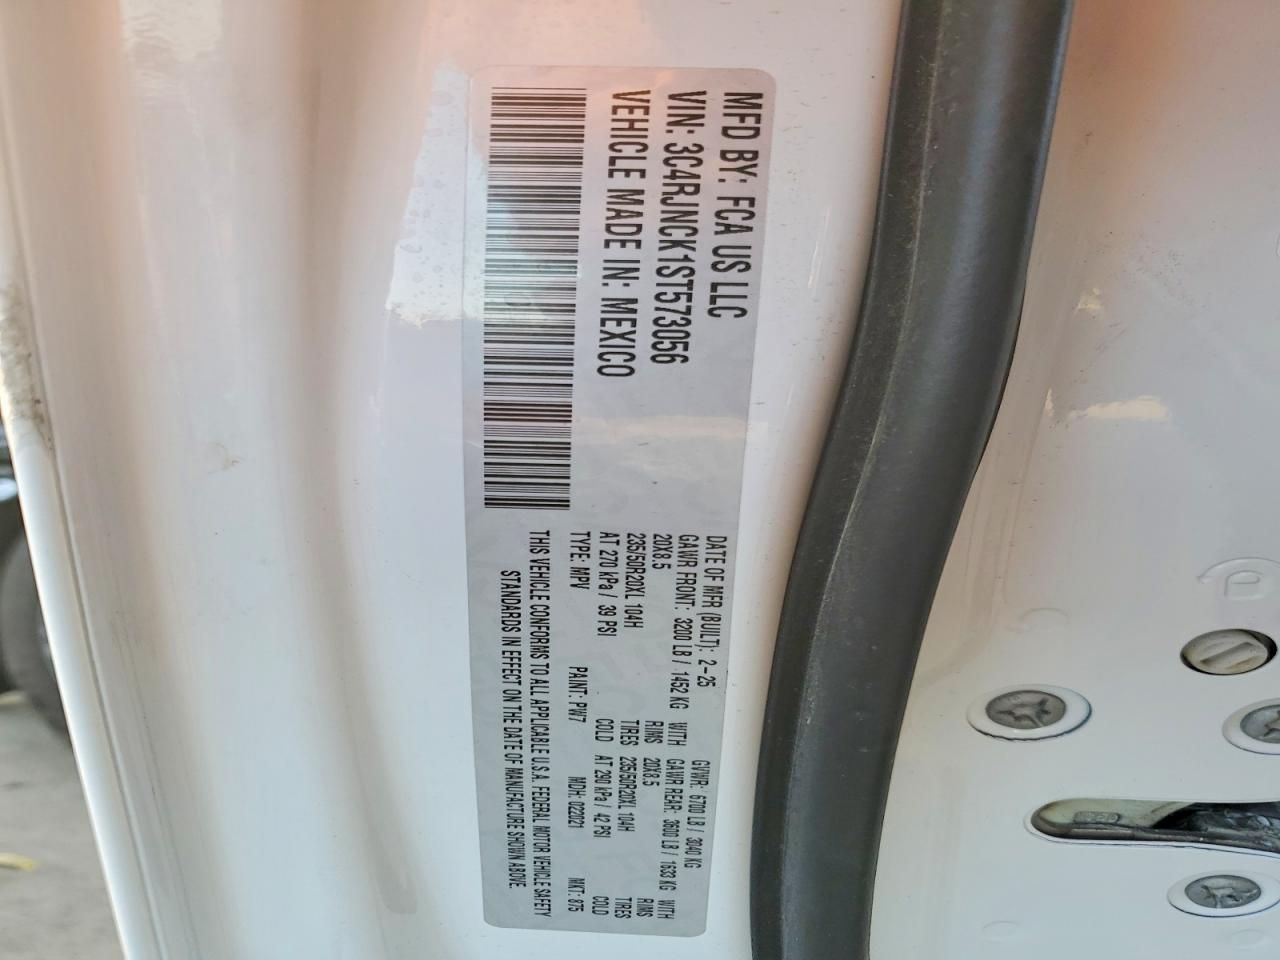 MFD BY: FCA US LLC
VIN: 3C4RJNCK1ST573056
VEHICLE MADE IN: MEXICO
DATE OF MFR (BUILT): 2-25 GVWR: 6700 LB / 3040 KG
GAWR FRONT: 3200 LB / 1452 KG WITH GAWR REAR: 3600 LB / 1633 KG WITH
20X8.5 RIMS 20X8.5 RIMS
235/50R20XL 104H TIRES 235/50R20XL 104H TIRES
AT 270 kPa / 39 PSI COLD AT 290 kPa / 42 PSI COLD
TYPE: MPV PAINT: PW7 MDH: 022021 MKT: 875
THIS VEHICLE CONFORMS TO ALL APPLICABLE U.S.A. FEDERAL MOTOR VEHICLE SAFETY
STANDARDS IN EFFECT ON THE DATE OF MANUFACTURE SHOWN ABOVE.